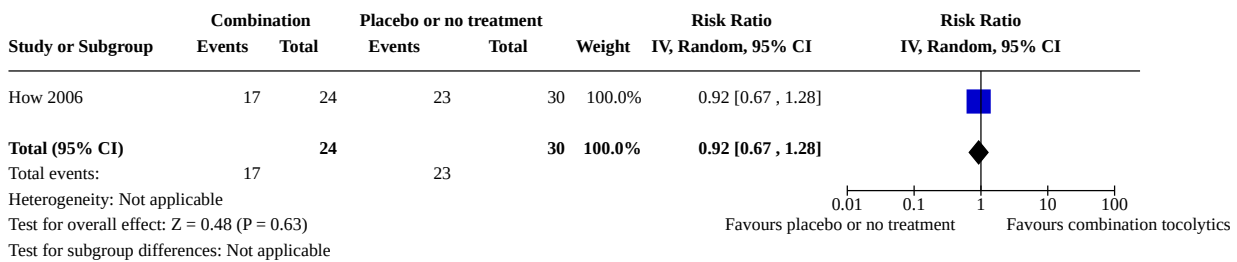 Combination Placebo or no treatment Risk Ratio Risk Ratio
Study or Subgroup Events Total Events Total Weight IV, Random, 95% CI IV, Random, 95% CI
How 2006 17 24 23 30 100.0% 0.92 [0.67 , 1.28]
Total (95% CI) 24 30 100.0% 0.92 [0.67 , 1.28]
Total events: 17 23
Heterogeneity: Not applicable
0.01 0.1 1 10 100
Test for overall effect: Z = 0.48 (P = 0.63)
Favours placebo or no treatment Favours combination tocolytics
Test for subgroup differences: Not applicable